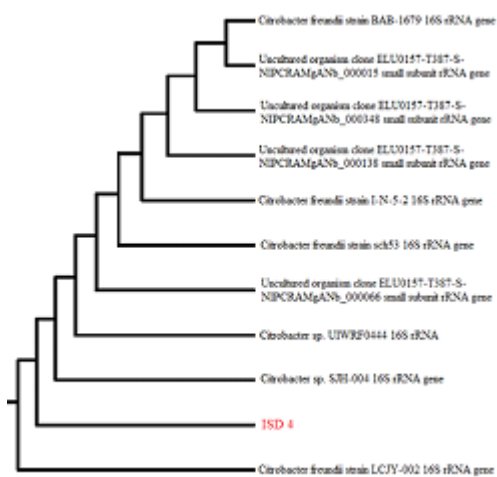 Citrobacter freundii strain BAB-1679 16S rRNA gene
Uncultured organism clone ELU0157-T387-S-
NIPCRAMgANb_000015 small subunit rRNA gene
Uncultured organism clone ELU0157-T387-S-
NIPCRAMgANb_000348 small subunit rRNA gene
Uncultured organism clone ELU0157-T387-S-
NIPCRAMgANb_000138 small subunit rRNA gene
Citrobacter freundii strain I-N-5-2 16S rRNA gene
Citrobacter freundii strain sch53 16S rRNA gene
Uncultured organism clone ELU0157-T387-S-
NIPCRAMgANb_000066 small subunit rRNA gene
Citrobacter sp. UIWRF0444 16S rRNA
Citrobacter sp. SJH-004 16S rRNA gene
ISD 4
Citrobacter freundii strain LCJY-002 16S rRNA gene